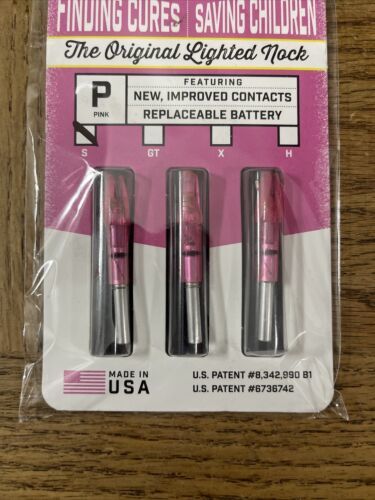 FINDING CURES SAVING CHILDREN
The Original Lighted Nock
P
PINK
FEATURING
NEW, IMPROVED CONTACTS
REPLACEABLE BATTERY
S GT X H
MADE IN
USA
U.S. PATENT #8,342,990 B1
U.S. PATENT #6736742